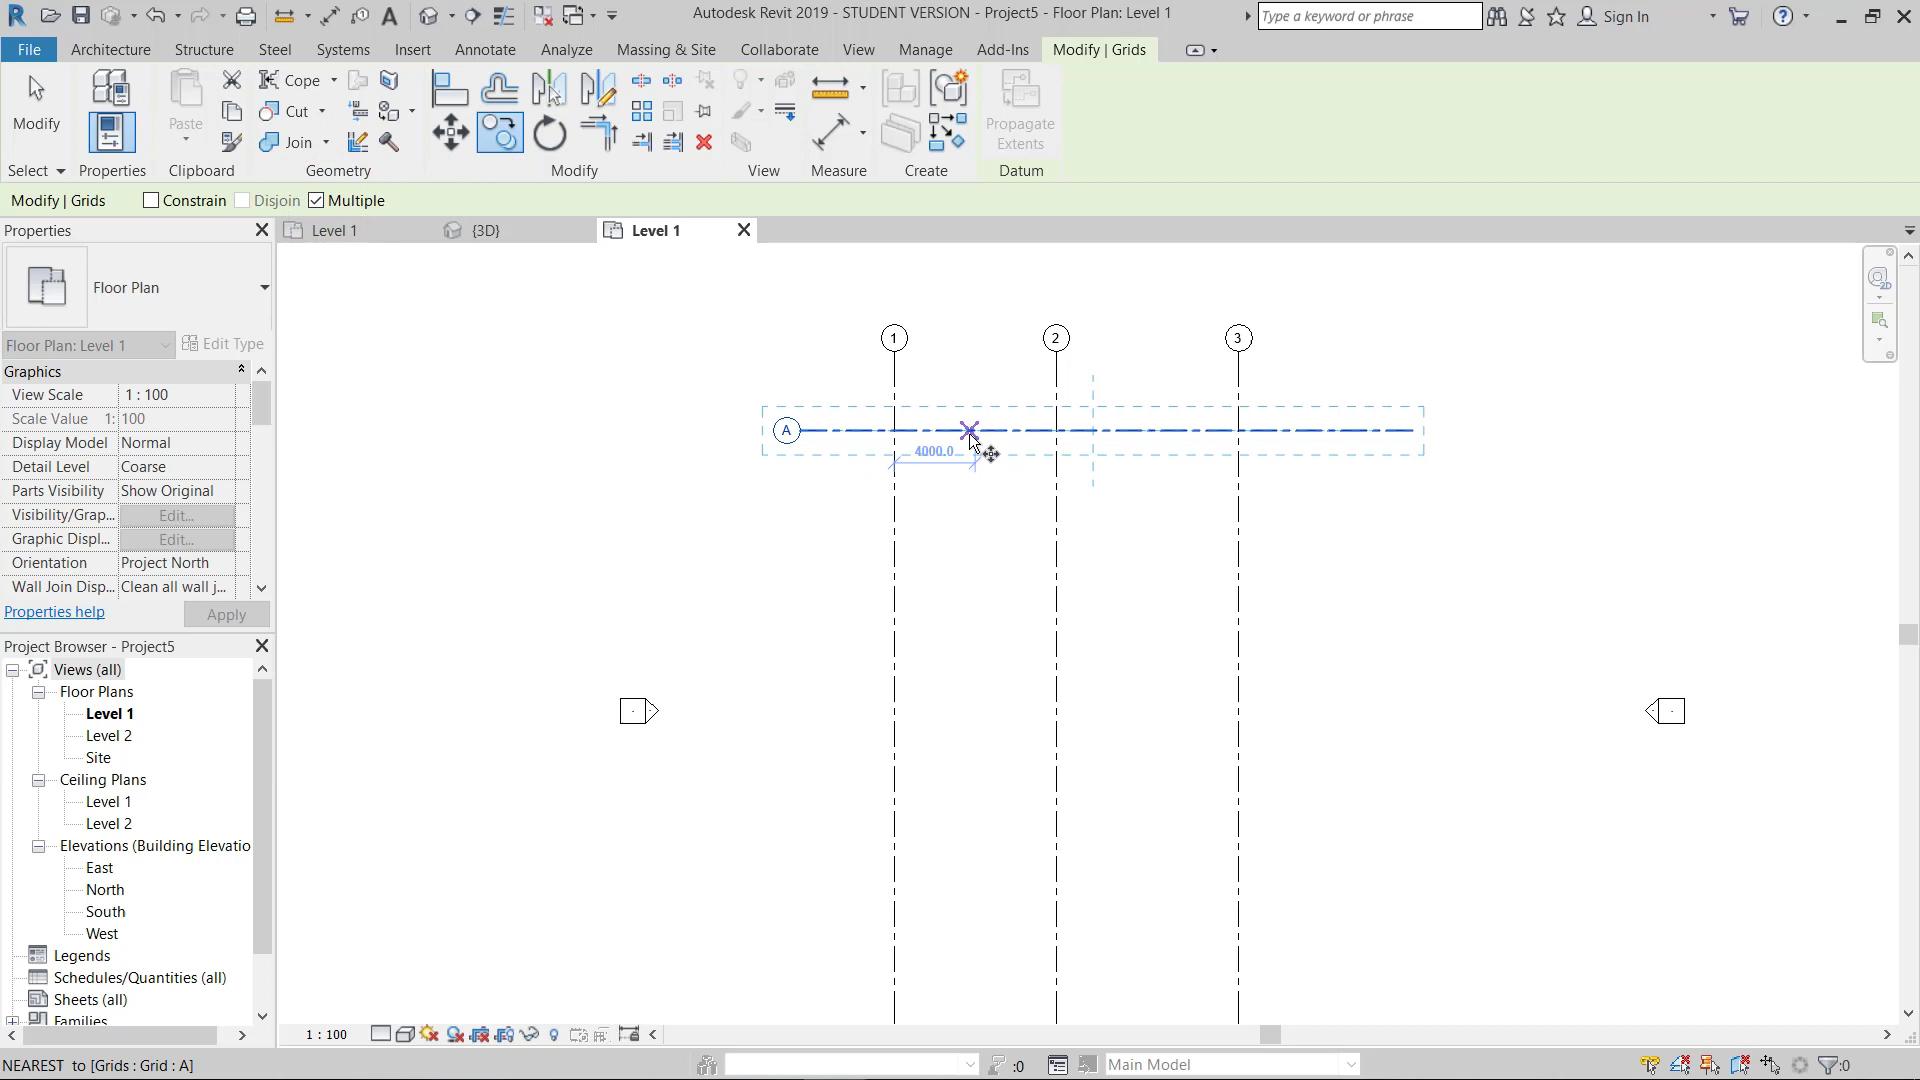 Autodesk Revit 2019 - STUDENT VERSION - Project5 - Floor Plan: Level 1
Type a keyword or phrase
Sign In
File Architecture Structure Steel Systems Insert Annotate Analyze Massing & Site Collaborate View Manage Add-Ins Modify | Grids
Modify
Paste
Cope
Cut
Join
Propagate
Extents
Select Properties Clipboard Geometry Modify View Measure Create Datum
Modify | Grids Constrain Disjoin Multiple
Properties
Level 1 {3D} Level 1
Floor Plan
Floor Plan: Level 1 Edit Type
Graphics
View Scale 1 : 100
Scale Value 1: 100
Display Model Normal
Detail Level Coarse
Parts Visibility Show Original
Visibility/Grap... Edit...
Graphic Displ... Edit...
Orientation Project North
Wall Join Disp... Clean all wall j...
Properties help Apply
Project Browser - Project5
Views (all)
Floor Plans
Level 1
Level 2
Site
Ceiling Plans
Level 1
Level 2
Elevations (Building Elevatio
East
North
South
West
Legends
Schedules/Quantities (all)
Sheets (all)
Families
1 2 3
A
4000.0
2D
1 : 100
NEAREST to [Grids : Grid : A]
:0
Main Model
:0